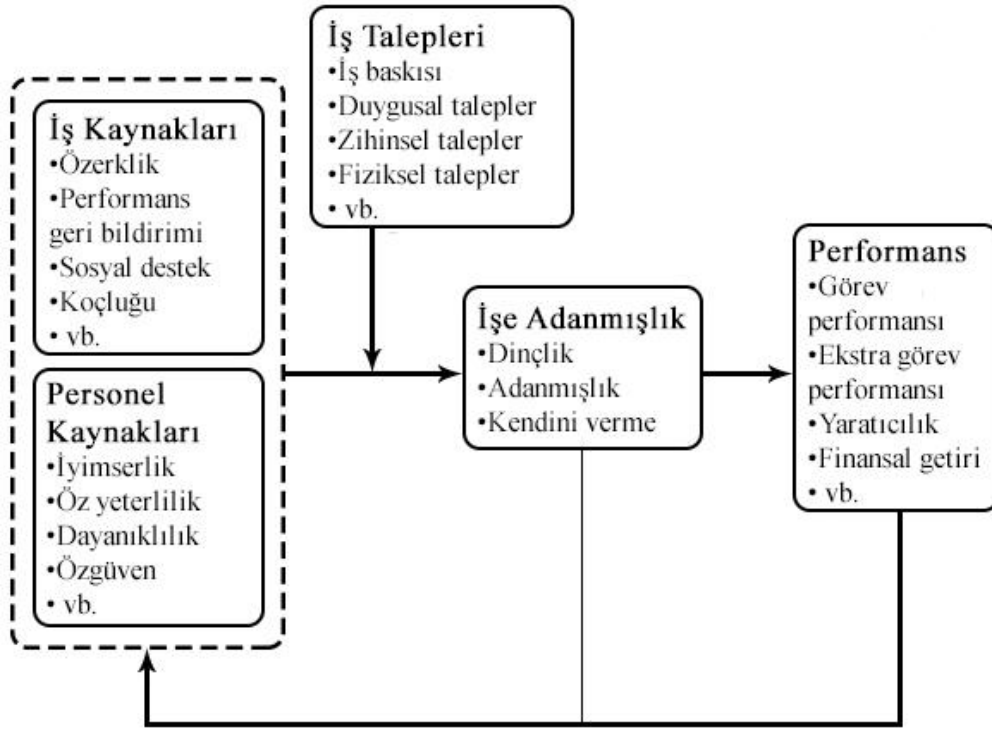 İş Talepleri
•İş baskısı
•Duygusal talepler
•Zihinsel talepler
•Fiziksel talepler
• vb.
İş Kaynakları
•Özerklik
•Performans
geri bildirimi
•Sosyal destek
•Koçluğu
• vb.
Personel
Kaynakları
•İyimserlik
•Öz yeterlilik
•Dayanıklılık
•Özgüven
• vb.
İşe Adanmışlık
• Dinçlik
• Adanmışlık
• Kendini verme
Performans
•Görev
performansı
•Ekstra görev
performansı
•Yaratıcılık
•Finansal getiri
• vb.